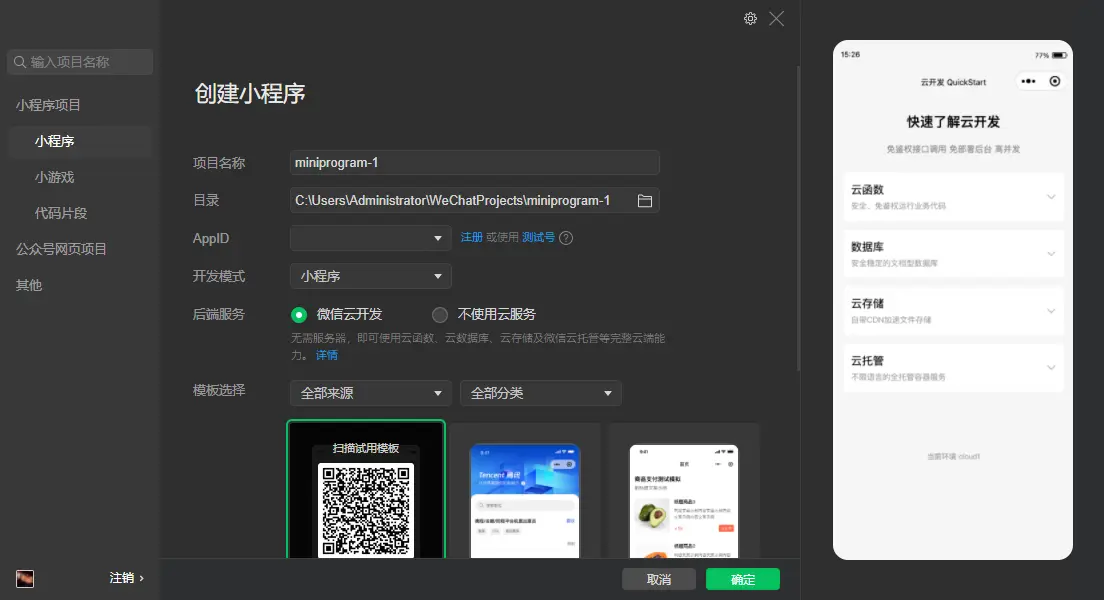 输入项目名称
小程序项目
小程序
小游戏
代码片段
公众号网页项目
其他
注销 ›
创建小程序
项目名称 miniprogram-1
目录 C:\Users\Administrator\WeChatProjects\miniprogram-1
AppID 注册 或使用 测试号 ?
开发模式 小程序
后端服务 微信云开发 不使用云服务
无需服务器，即可使用云函数、云数据库、云存储及微信云托管等完整云端能
力。 详情
模板选择 全部来源 全部分类
扫描试用模板
Tencent 腾讯
首页
商品支付测试模拟
取消 确定
15:26 77%
云开发 QuickStart
快速了解云开发
免鉴权接口调用 免部署后台 高并发
云函数
安全、免鉴权运行业务代码
数据库
安全稳定的文档型数据库
云存储
自带CDN加速文件存储
云托管
不限语言的全托管容器服务
当前环境 cloud1